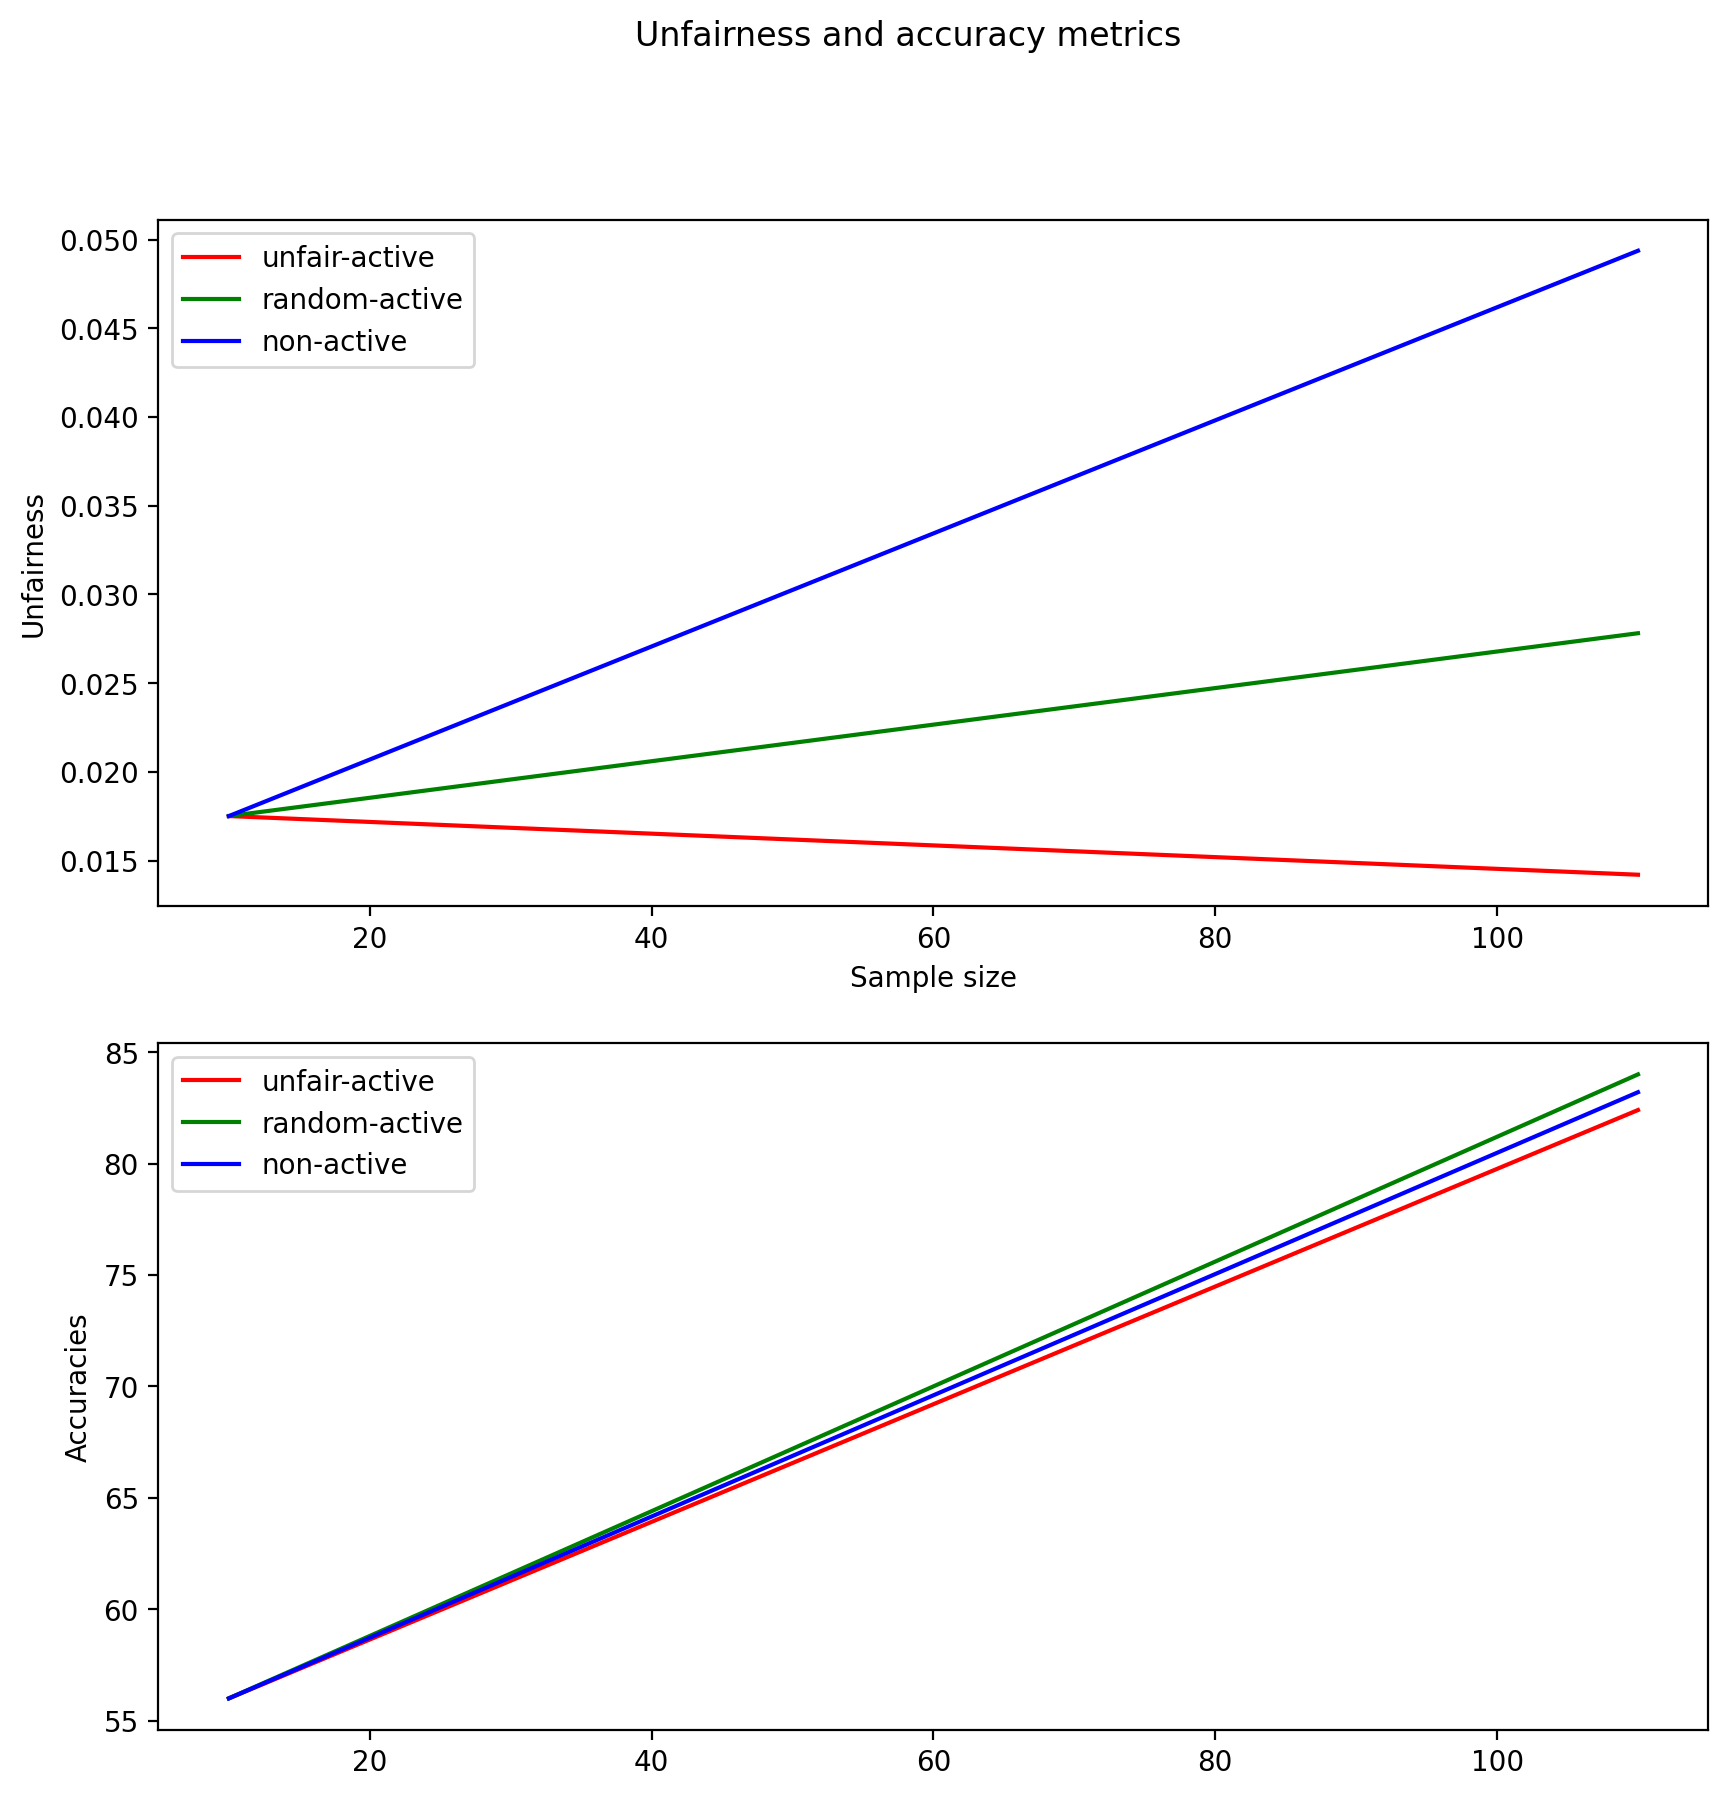 Unfairness and accuracy metrics
0.050
0.045
0.040
0.035
0.030
0.025
0.020
0.015
Unfairness
unfair-active
random-active
non-active
20 40 60 80 100
Sample size
85
80
75
70
65
60
55
Accuracies
unfair-active
random-active
non-active
20 40 60 80 100